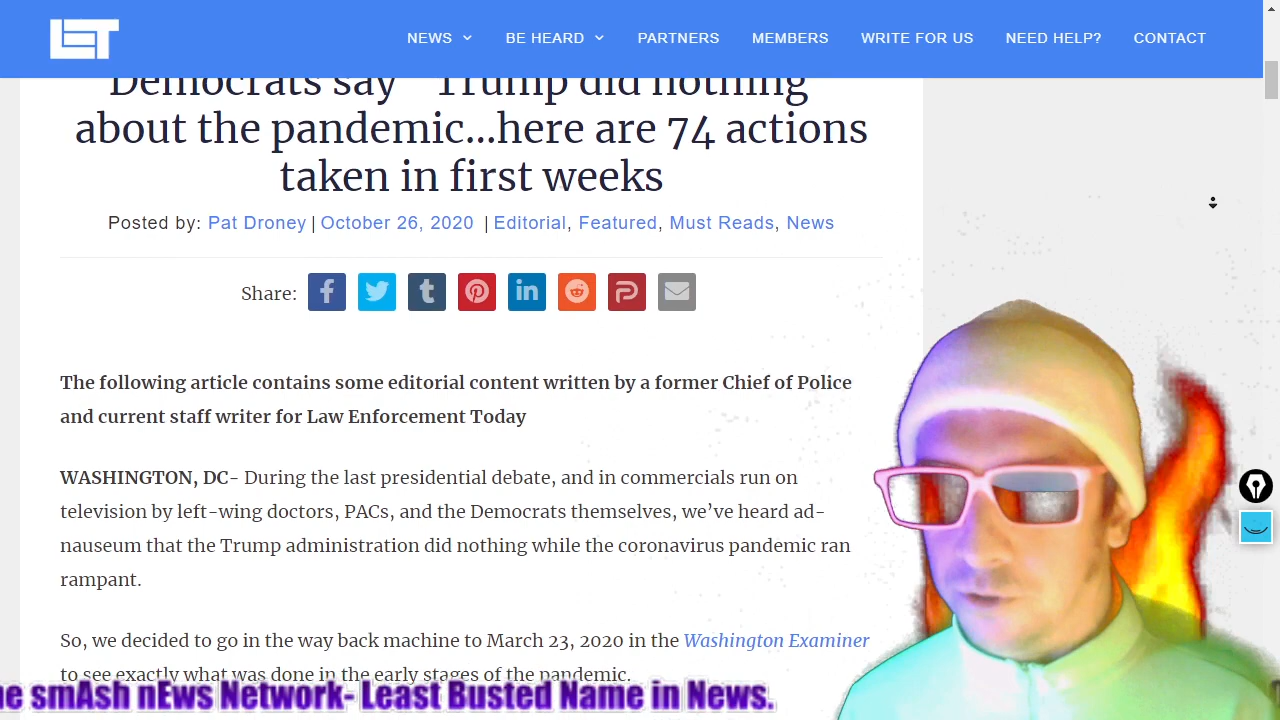 LET
NEWS BE HEARD PARTNERS MEMBERS WRITE FOR US NEED HELP? CONTACT
Democrats say "Trump did nothing
about the pandemic...here are 74 actions
taken in first weeks
Posted by: Pat Droney | October 26, 2020 | Editorial, Featured, Must Reads, News
Share:
The following article contains some editorial content written by a former Chief of Police
and current staff writer for Law Enforcement Today
WASHINGTON, DC- During the last presidential debate, and in commercials run on
television by left-wing doctors, PACs, and the Democrats themselves, we’ve heard ad-
nauseum that the Trump administration did nothing while the coronavirus pandemic ran
rampant.
So, we decided to go in the way back machine to March 23, 2020 in the Washington Examiner
to see exactly what was done in the early stages of the pandemic.
he smAsh nEws Network- Least Busted Name in News.